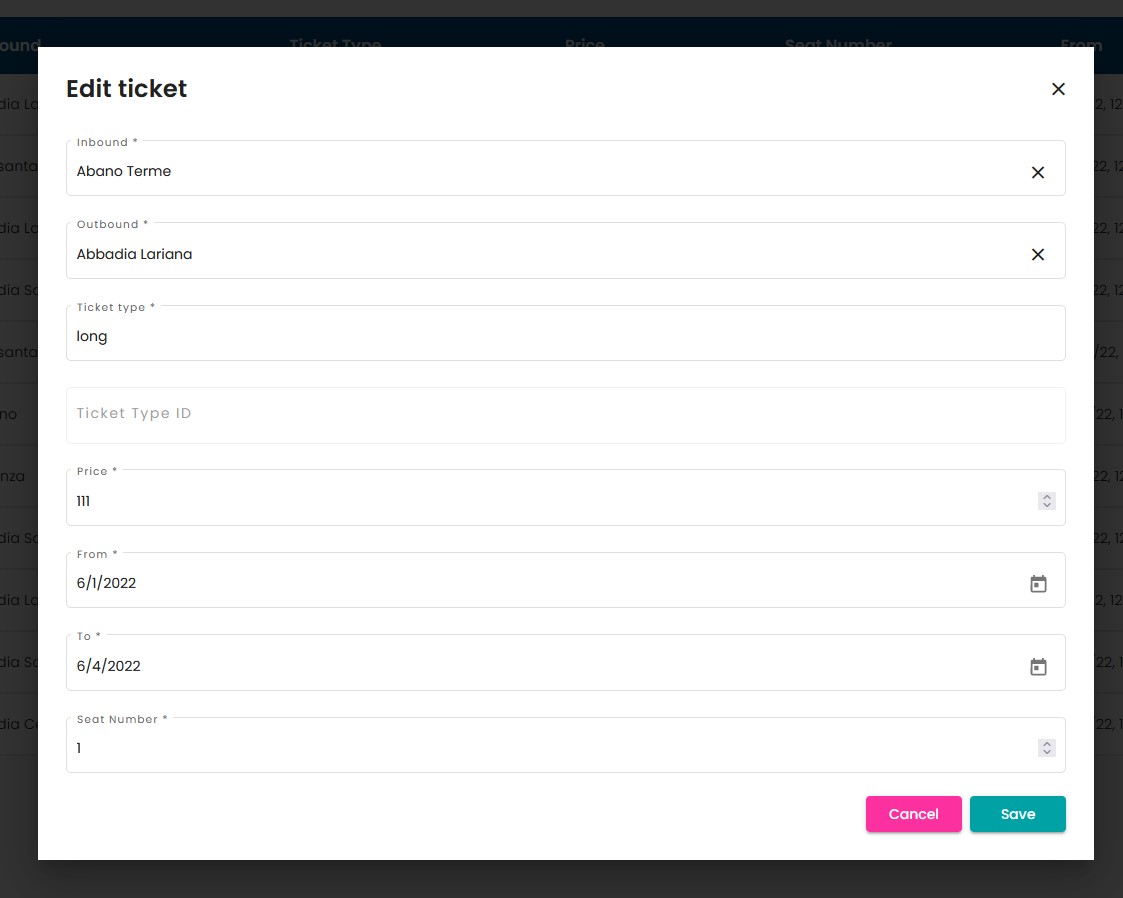 Ticket Type Price Seat Number From
Edit ticket
Inbound *
Abano Terme
Outbound *
Abbadia Lariana
Ticket type *
long
Ticket Type ID
Price *
111
From *
6/1/2022
To *
6/4/2022
Seat Number *
1
Cancel Save